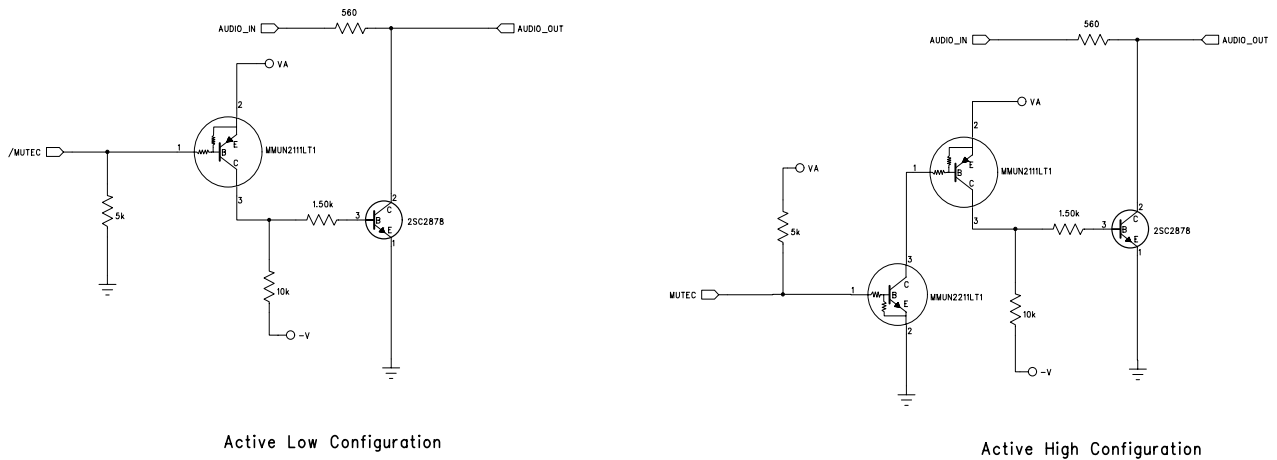 560
AUDIO_IN
AUDIO_OUT
VA
2
E
/MUTEC
1
B
MMUN2111LT1
C
3
5k
1.50k
3
B
C
2
E
1
2SC2878
10k
-V
Active Low Configuration
560
AUDIO_IN
AUDIO_OUT
VA
2
E
1
B
MMUN2111LT1
C
3
VA
5k
1.50k
3
B
C
2
E
1
2SC2878
3
C
MUTEC
1
B
E
MMUN2211LT1
2
10k
-V
Active High Configuration